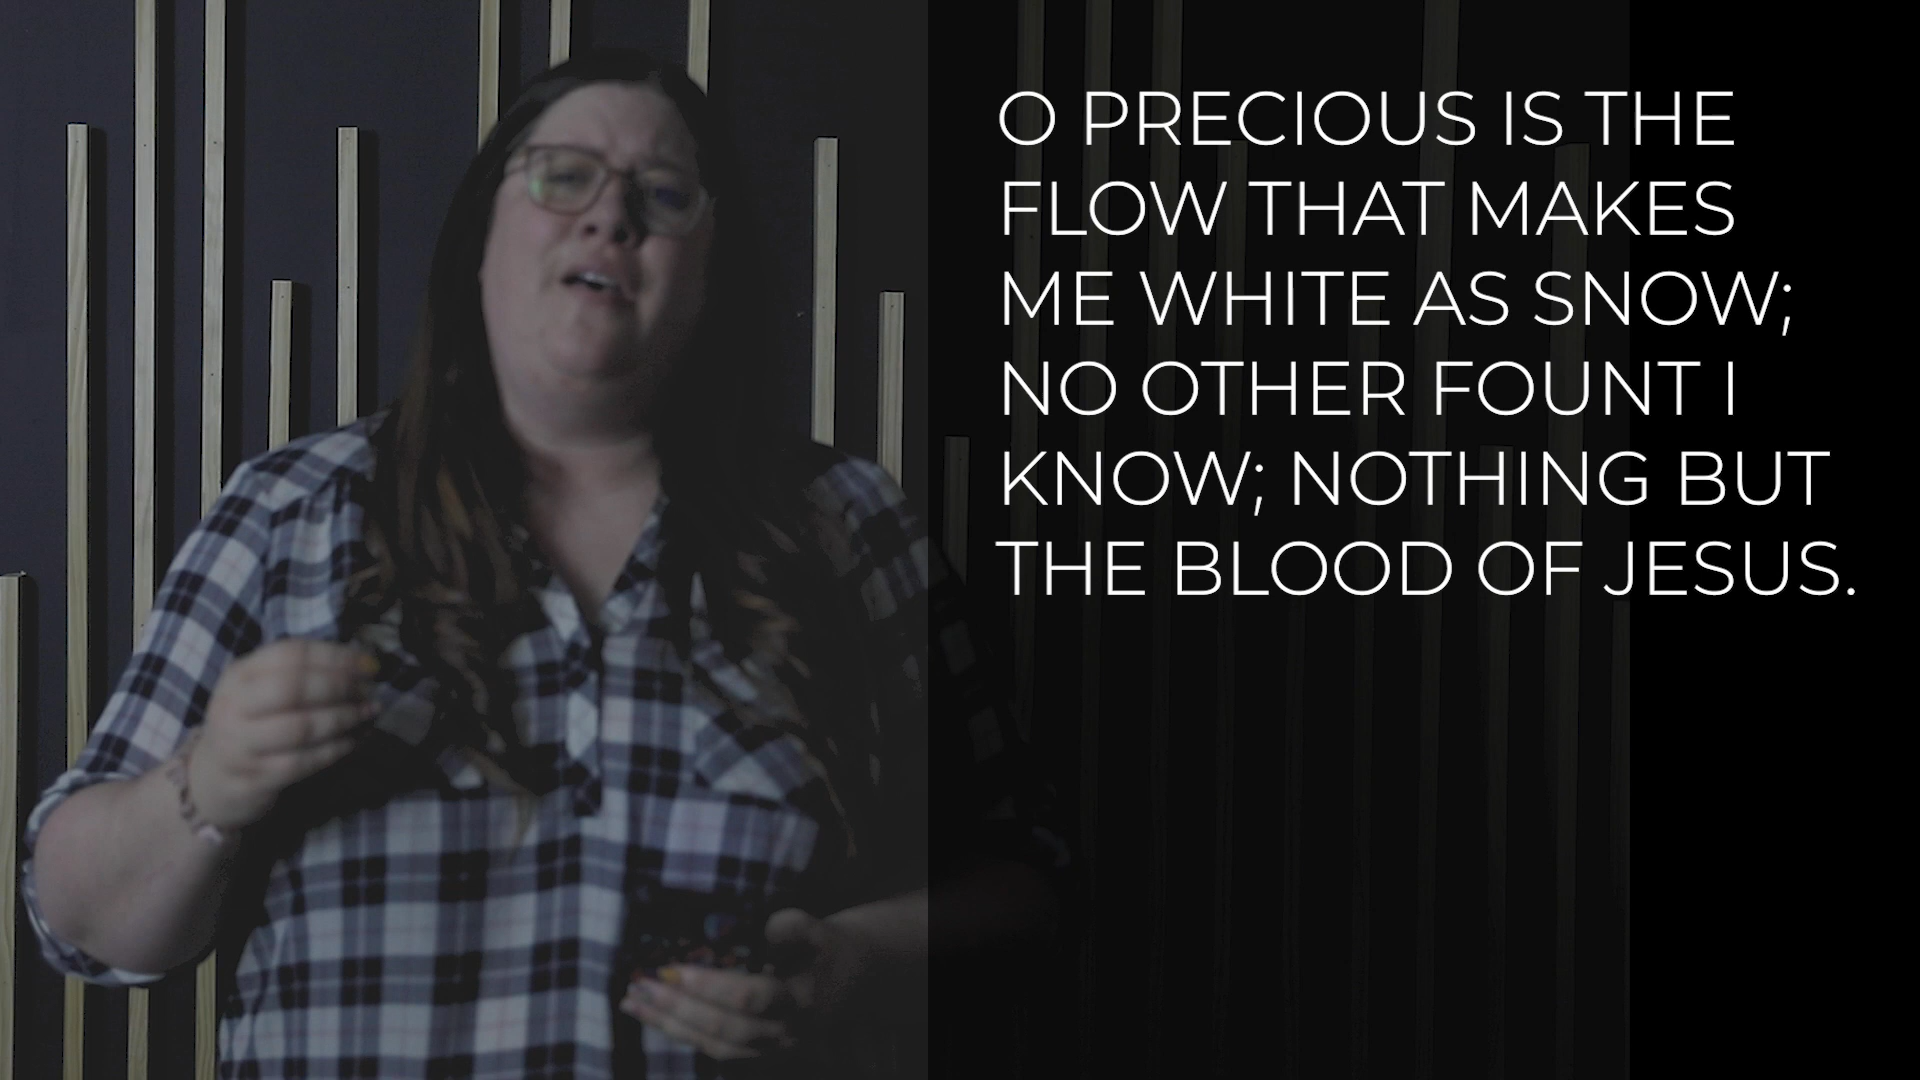 O PRECIOUS IS THE
FLOW THAT MAKES
ME WHITE AS SNOW;
NO OTHER FOUNT I
KNOW; NOTHING BUT
THE BLOOD OF JESUS.